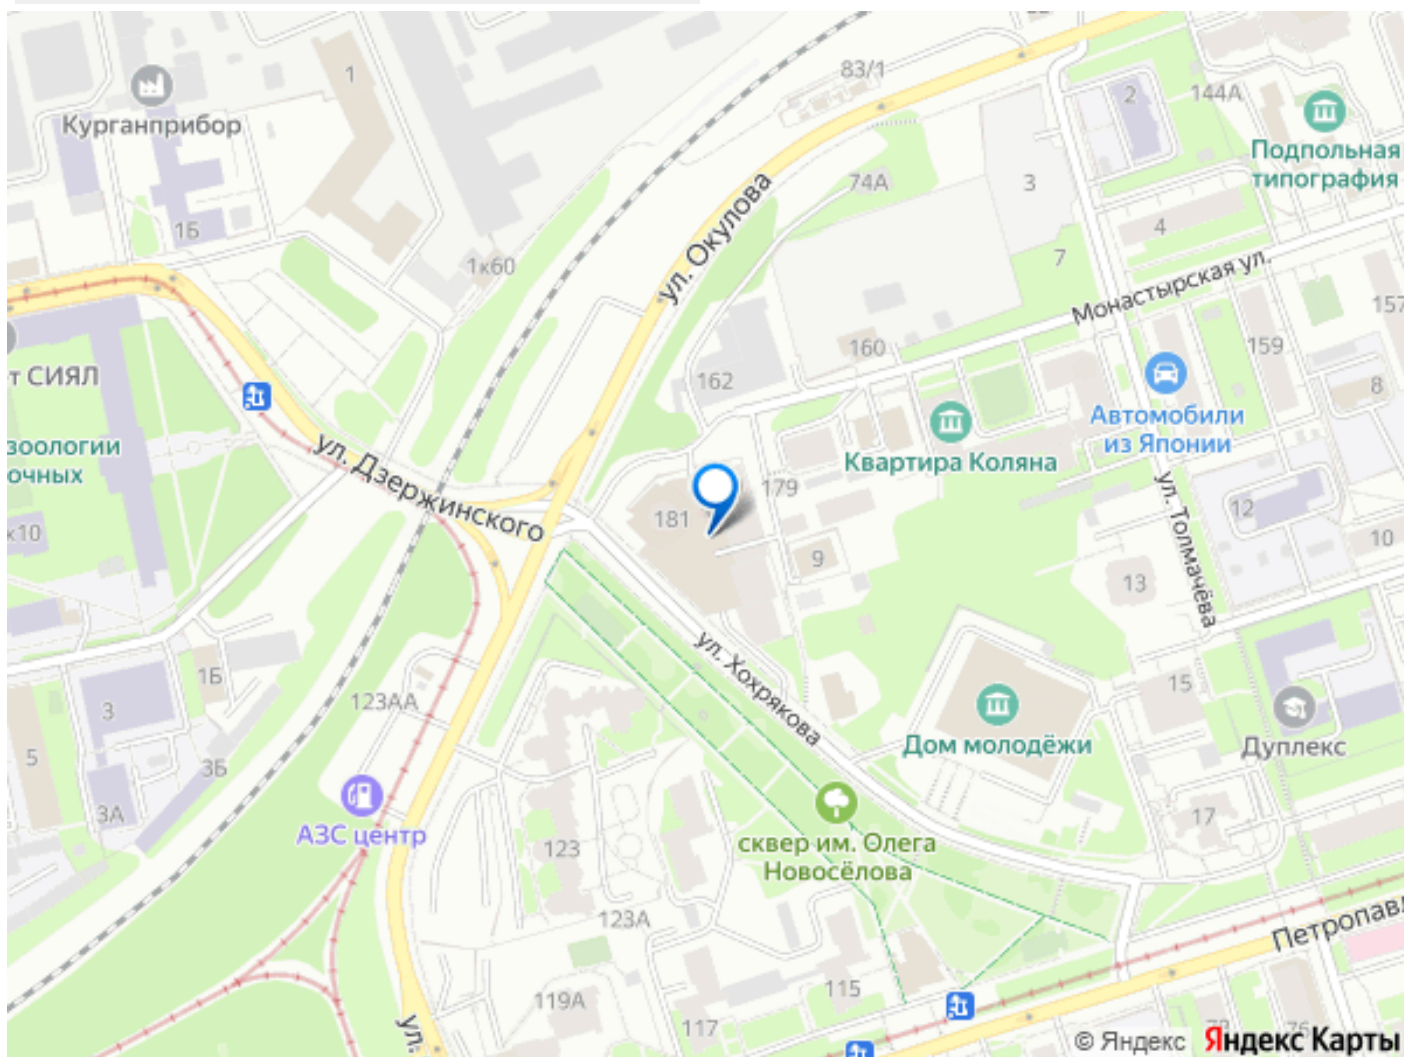 83/1
1
2
144А
Курганприбор
Подпольная
типография
74А
3
1Б
4
ул. Окулова
7
1к60
Монастырская ул.
157
160
159
т СИЯЛ
162
8
Автомобили
из Японии
зоологии
очных
ул. Дзержинского
Квартира Коляна
179
ул. Толмачёва
181
12
к10
10
9
13
ул. Хохрякова
1Б
15
123АА
3
Дом молодёжи
Дуплекс
5
3Б
3А
17
АЗС центр
123
сквер им. Олега
Новосёлова
123А
Петропав
119А
115
ул.
117
© Яндекс
Яндекс Карты